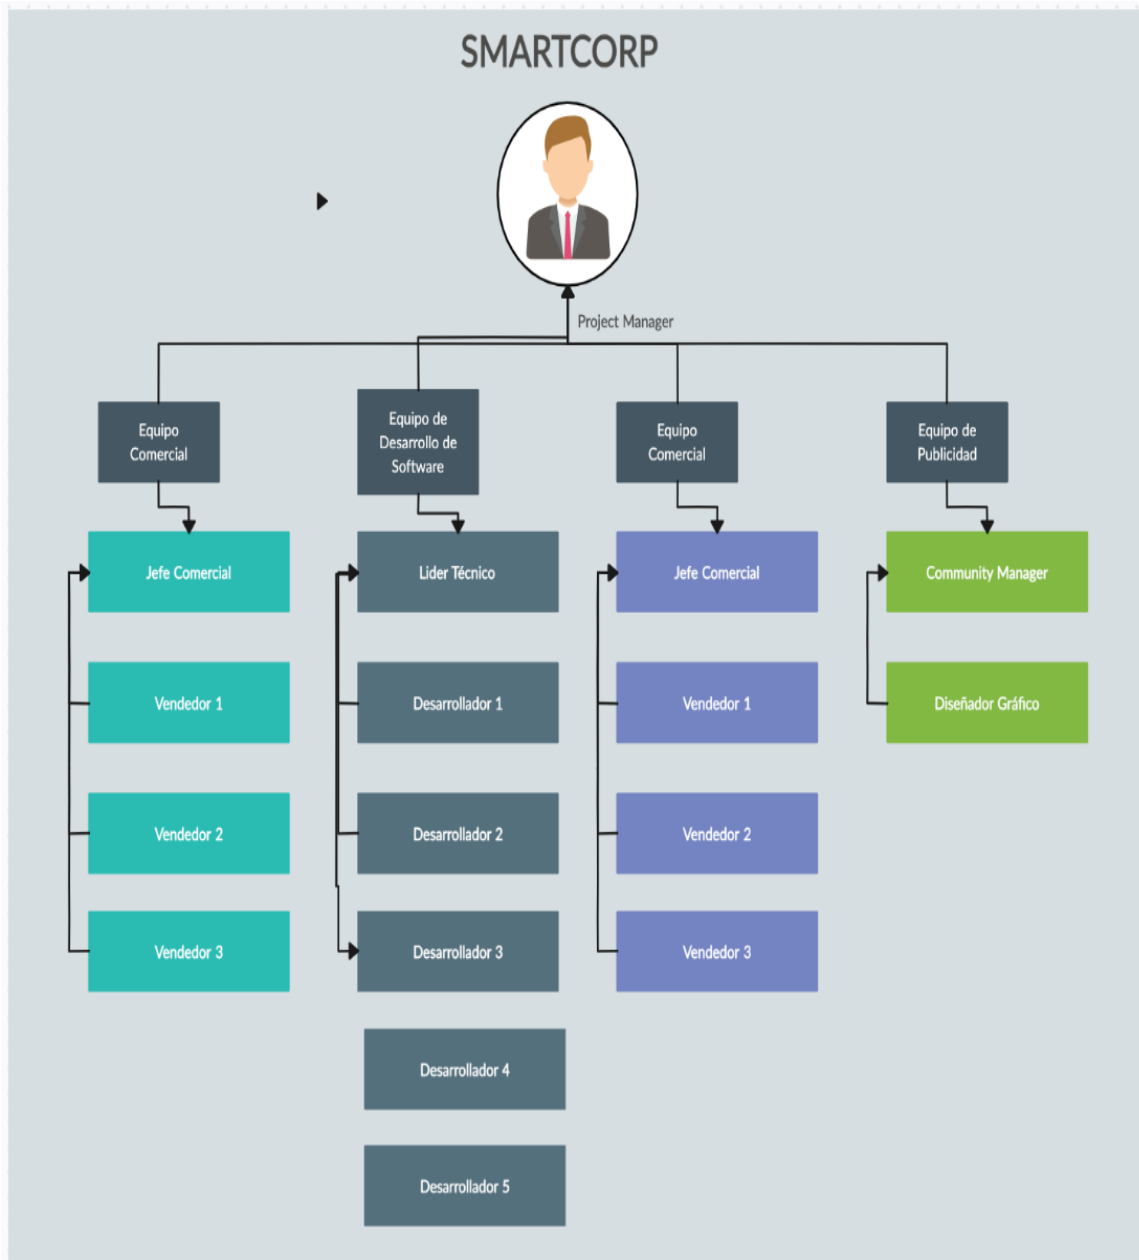 SMARTCORP
Project Manager
Equipo
Comercial
Equipo de
Desarrollo de
Software
Equipo
Comercial
Equipo de
Publicidad
Jefe Comercial
Lider Técnico
Jefe Comercial
Community Manager
Vendedor 1
Desarrollador 1
Vendedor 1
Diseñador Gráfico
Vendedor 2
Desarrollador 2
Vendedor 2
Vendedor 3
Desarrollador 3
Vendedor 3
Desarrollador 4
Desarrollador 5